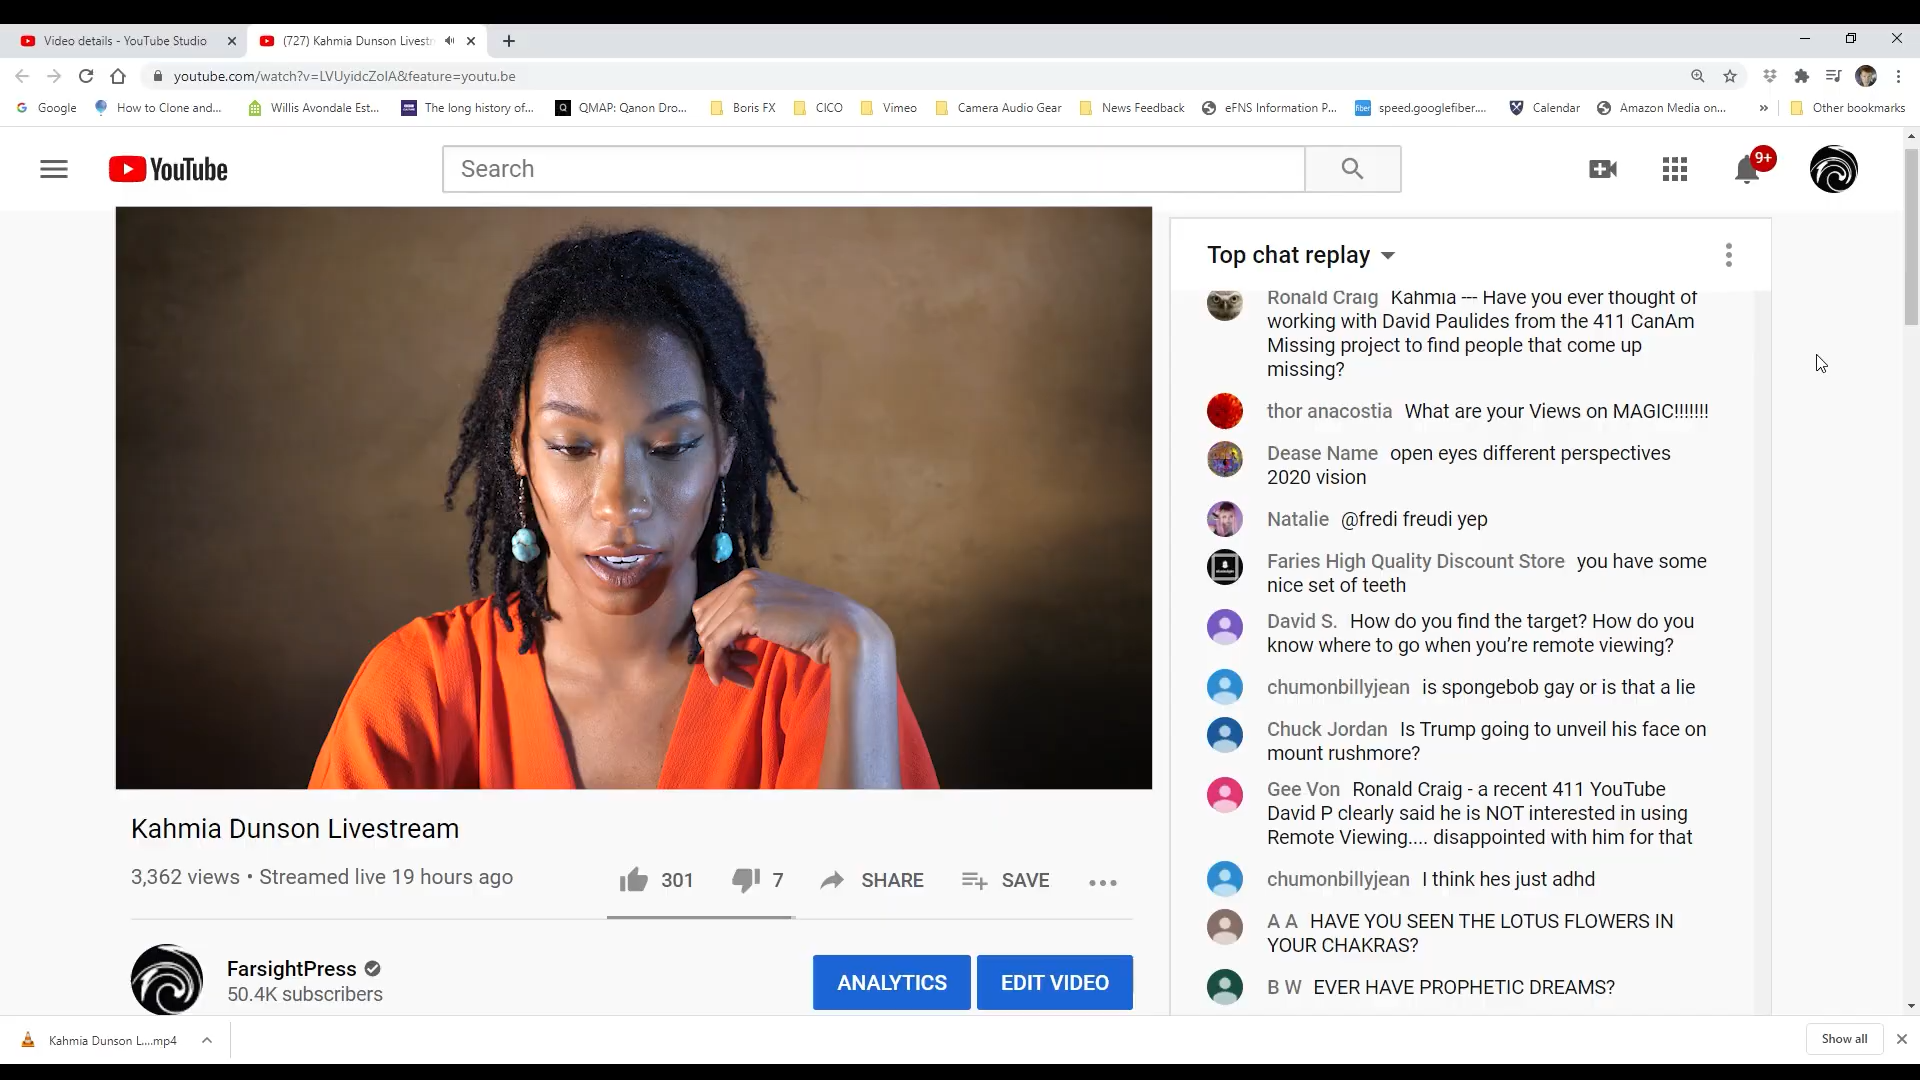 Video details - YouTube Studio
(727) Kahmia Dunson Livestr
youtube.com/watch?v=LVUyidcZoIA&feature=youtu.be
Google
How to Clone and...
Willis Avondale Est...
The long history of...
QMAP: Qanon Dro...
Boris FX
CICO
Vimeo
Camera Audio Gear
News Feedback
eFNS Information P...
fiber
speed.googlefiber....
Calendar
Amazon Media on...
»
Other bookmarks
YouTube
Search
9+
Top chat replay
Ronald Craig Kahmia --- Have you ever thought of
working with David Paulides from the 411 CanAm
Missing project to find people that come up
missing?
thor anacostia What are your Views on MAGIC!!!!!!!
Dease Name open eyes different perspectives
2020 vision
Natalie @fredi freudi yep
Faries High Quality Discount Store you have some
nice set of teeth
David S. How do you find the target? How do you
know where to go when you're remote viewing?
chumonbillyjean is spongebob gay or is that a lie
Chuck Jordan Is Trump going to unveil his face on
mount rushmore?
Gee Von Ronald Craig - a recent 411 YouTube
David P clearly said he is NOT interested in using
Remote Viewing.... disappointed with him for that
chumonbillyjean I think hes just adhd
A A HAVE YOU SEEN THE LOTUS FLOWERS IN
YOUR CHAKRAS?
B W EVER HAVE PROPHETIC DREAMS?
Kahmia Dunson Livestream
3,362 views • Streamed live 19 hours ago
301
7
SHARE
SAVE
FarsightPress
50.4K subscribers
ANALYTICS
EDIT VIDEO
Kahmia Dunson L....mp4
Show all